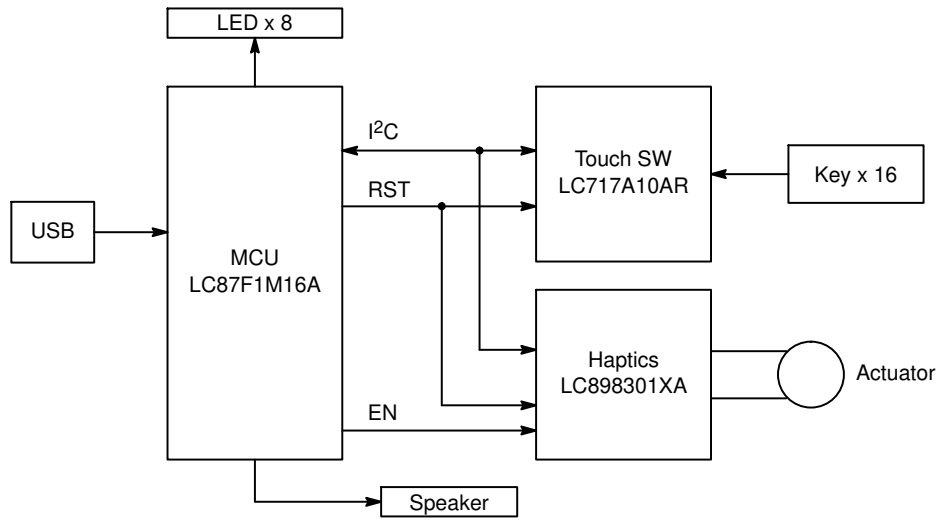 LED x 8
I²C
Touch SW
LC717A10AR
Key x 16
RST
USB
MCU
LC87F1M16A
Haptics
LC898301XA
Actuator
EN
Speaker